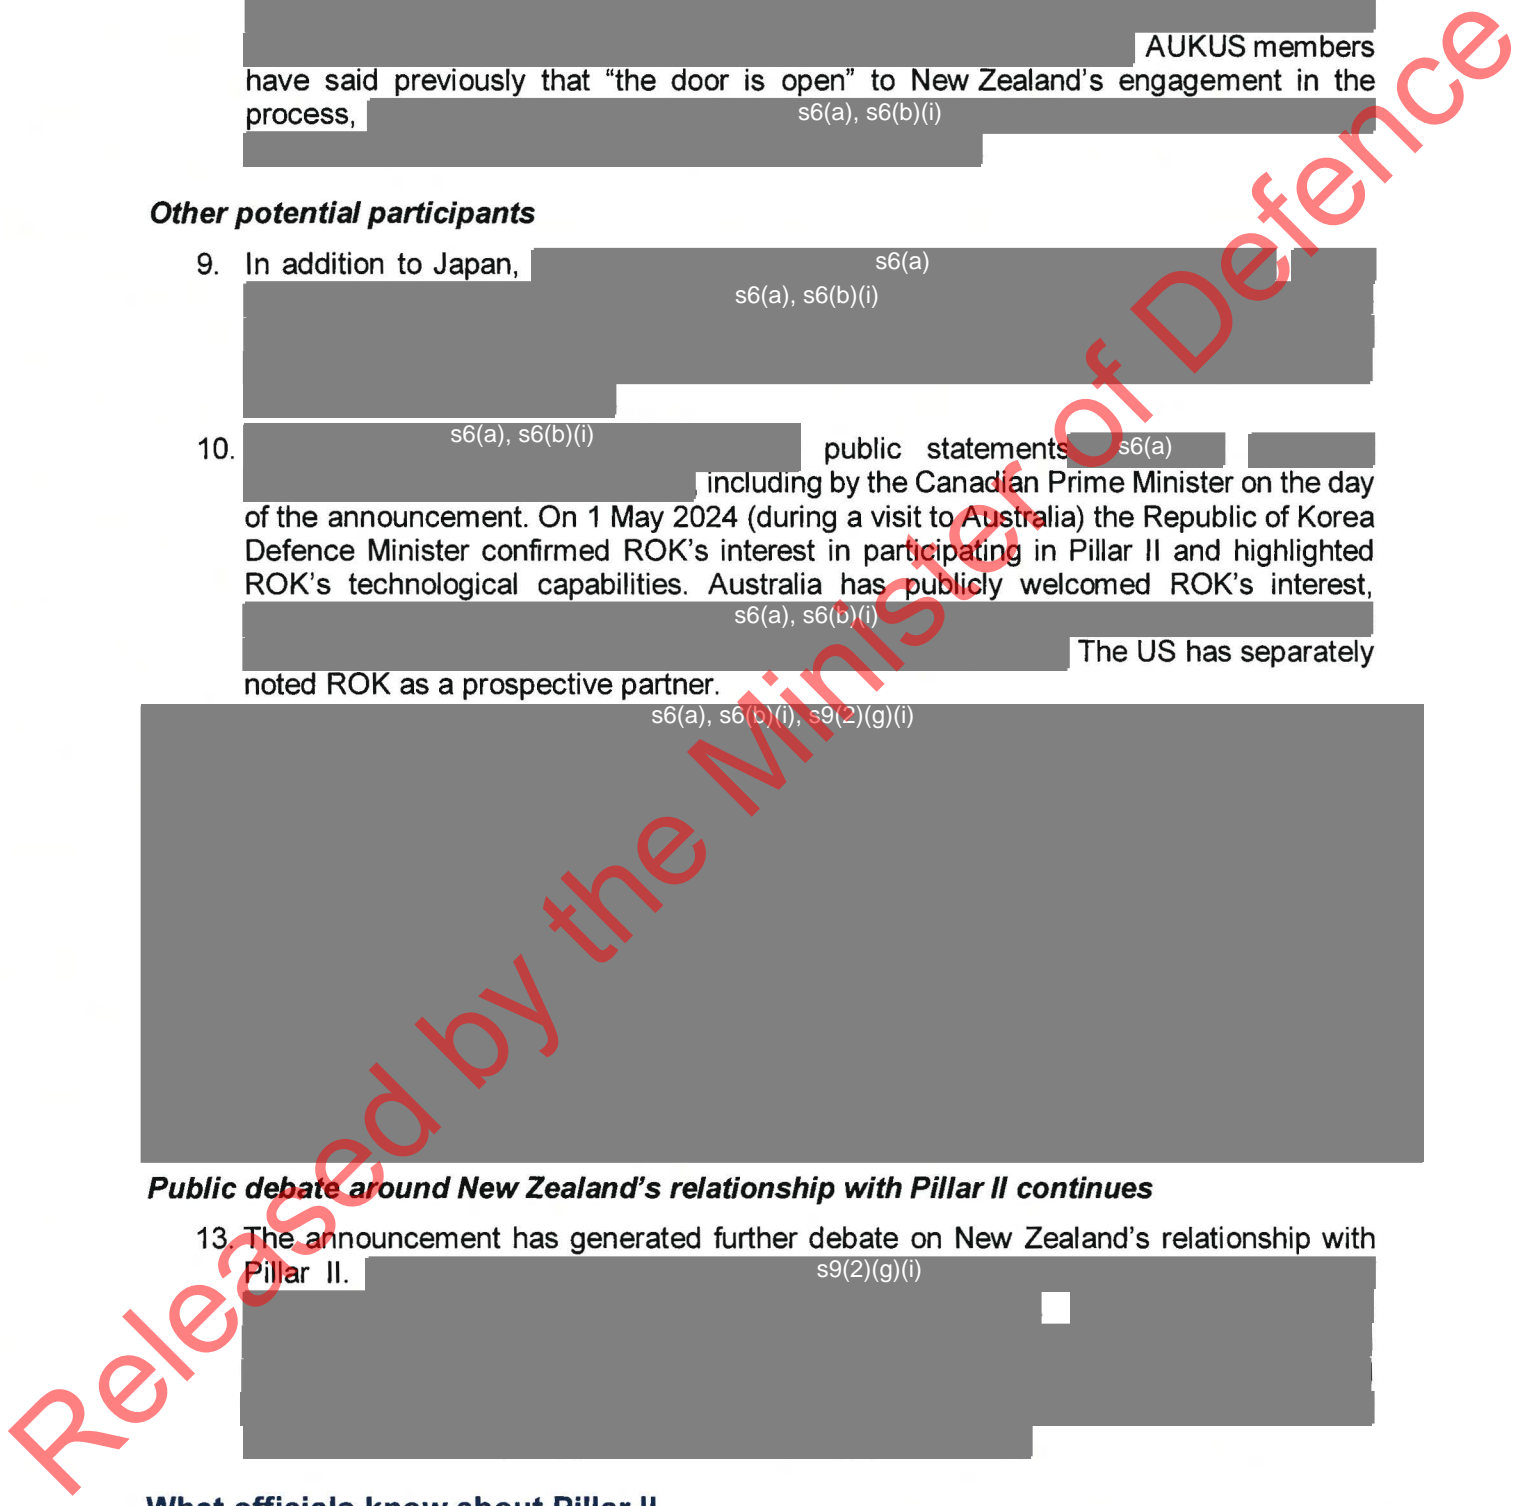 AUKUS members
have said previously that “the door is open” to New Zealand’s engagement in the
process,
s6(a), s6(b)(i)
Other potential participants
9. In addition to Japan,
s6(a)
s6(a), s6(b)(i)
10.
s6(a), s6(b)(i)
public statements
s6(a)
, including by the Canadian Prime Minister on the day
of the announcement. On 1 May 2024 (during a visit to Australia) the Republic of Korea
Defence Minister confirmed ROK’s interest in participating in Pillar II and highlighted
ROK’s technological capabilities. Australia has publicly welcomed ROK’s interest,
s6(a), s6(b)(i)
The US has separately
noted ROK as a prospective partner.
s6(a), s6(b)(i), s9(2)(g)(i)
Public debate around New Zealand’s relationship with Pillar II continues
13. The announcement has generated further debate on New Zealand’s relationship with
Pillar II.
s9(2)(g)(i)
What officials know about Pillar II
Released by the Minister of Defence